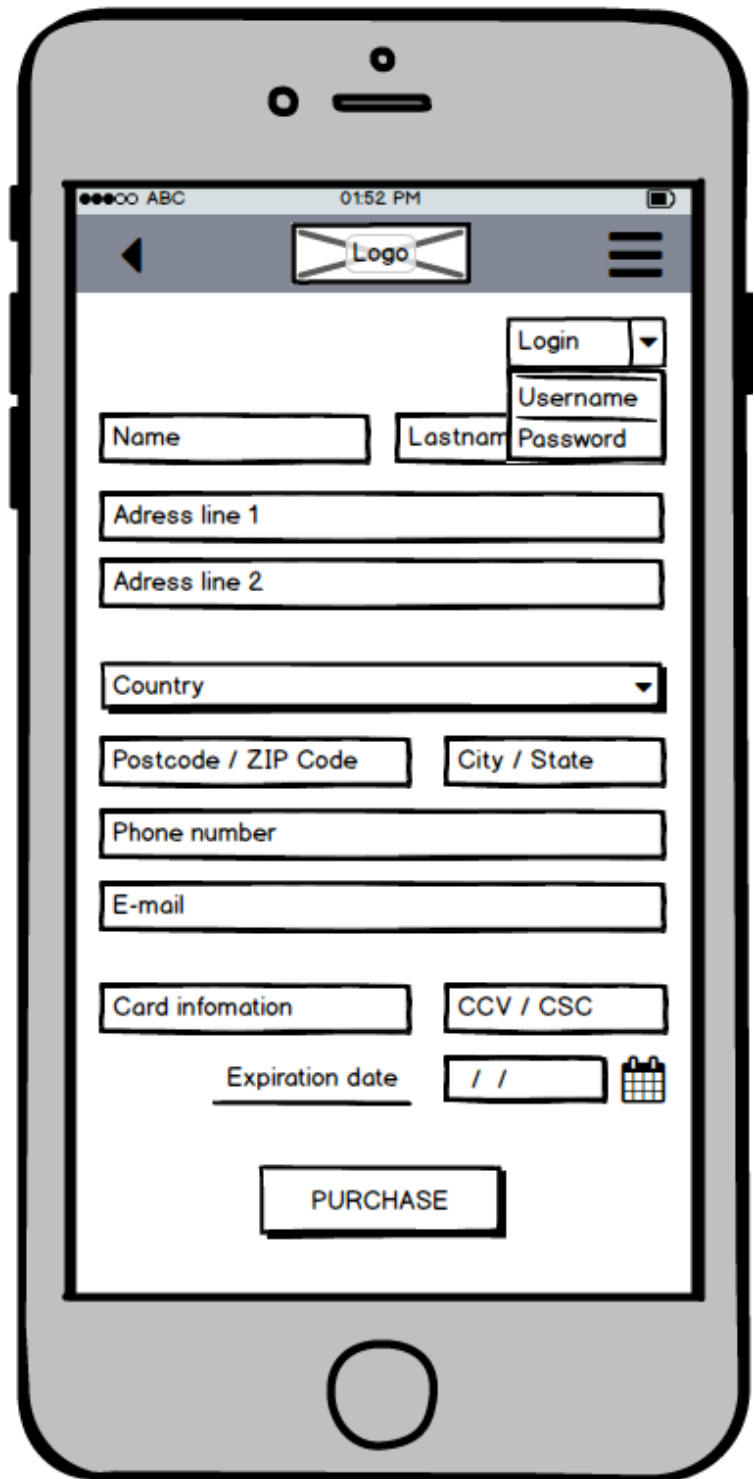 ABC 01:52 PM
Logo
Login
Username
Name Lastnam Password
Adress line 1
Adress line 2
Country
Postcode / ZIP Code City / State
Phone number
E-mail
Card infomation CCV / CSC
Expiration date / /
PURCHASE